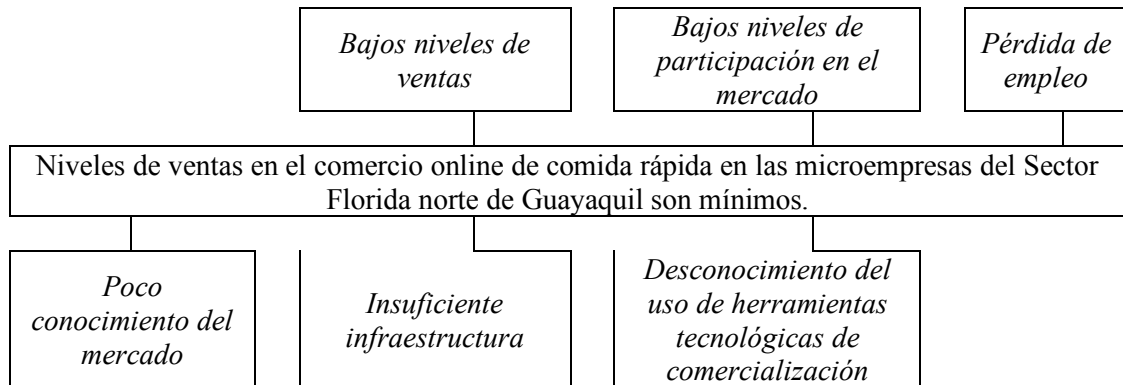 Bajos niveles de
ventas
Bajos niveles de
participación en el
mercado
Pérdida de
empleo
Niveles de ventas en el comercio online de comida rápida en las microempresas del Sector
Florida norte de Guayaquil son mínimos.
Poco
conocimiento del
mercado
Insuficiente
infraestructura
Desconocimiento del
uso de herramientas
tecnológicas de
comercialización